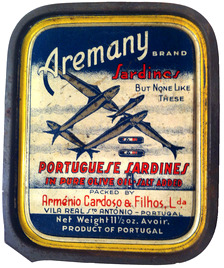 Aremany BRAND
Sardines
BUT NONE LIKE
THESE
PORTUGUESE SARDINES
IN PURE OLIVE OIL SALT ADDED
PACKED BY
Arménio Cardoso & Filhos, Lda
VILA REAL Sto ANTÓNIO - PORTUGAL
Net Weight 11½ oz. Avoir.
PRODUCT OF PORTUGAL